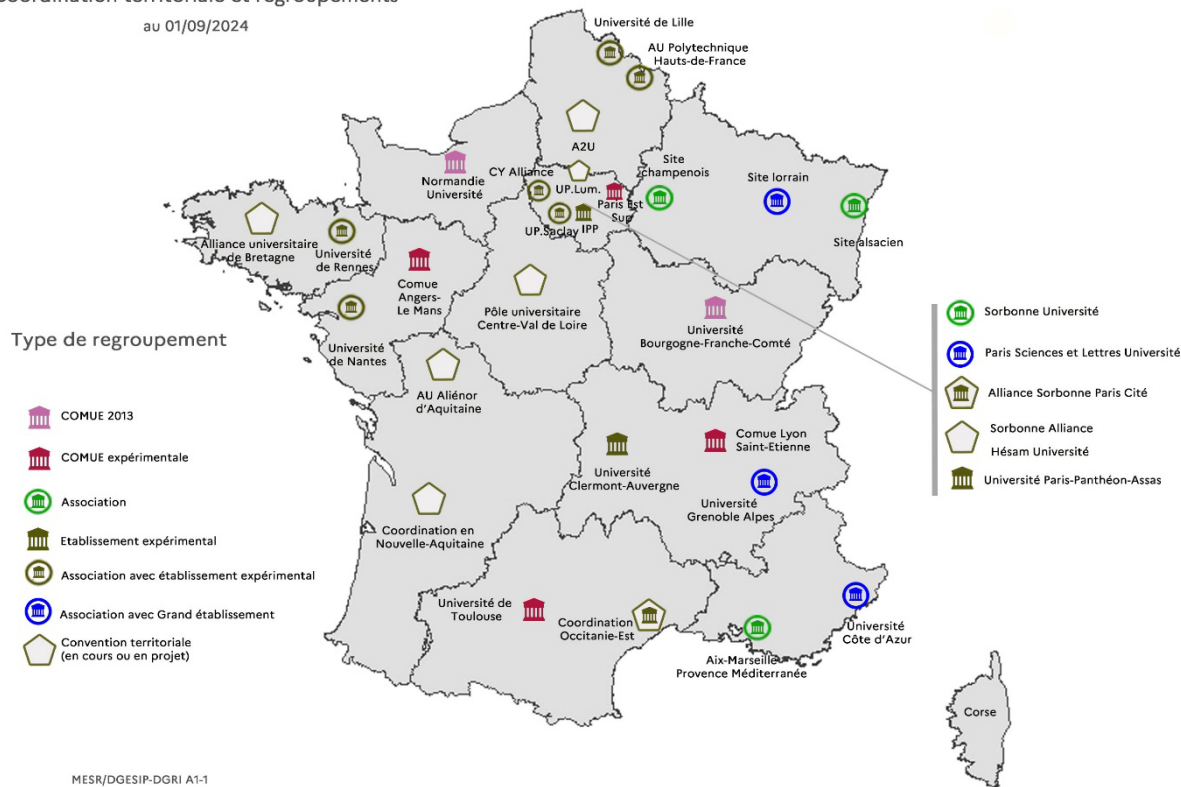 Coordination territoriale et regroupements
au 01/09/2024
Université de Lille
AU Polytechnique
Hauts-de-France
A2U
Site
champenois
Site lorrain
Site alsacien
Normandie
Université
CY Alliance
UP.Lum.
Paris Est
Sup
UP.Saclay
IPP
Alliance universitaire
de Bretagne
Université
de Rennes
Comue
Angers-
Le Mans
Université
de Nantes
Pôle universitaire
Centre-Val de Loire
Université
Bourgogne-Franche-Comté
AU Aliénor
d'Aquitaine
Université
Clermont-Auvergne
Comue Lyon
Saint-Etienne
Université
Grenoble Alpes
Coordination en
Nouvelle-Aquitaine
Université de
Toulouse
Coordination
Occitanie-Est
Aix-Marseille
Provence Méditerranée
Université
Côte d'Azur
Corse
Sorbonne Université
Paris Sciences et Lettres Université
Alliance Sorbonne Paris Cité
Sorbonne Alliance
Hésam Université
Université Paris-Panthéon-Assas
Type de regroupement
COMUE 2013
COMUE expérimentale
Association
Etablissement expérimental
Association avec établissement expérimental
Association avec Grand établissement
Convention territoriale
(en cours ou en projet)
MESR/DGESIP-DGRI A1-1